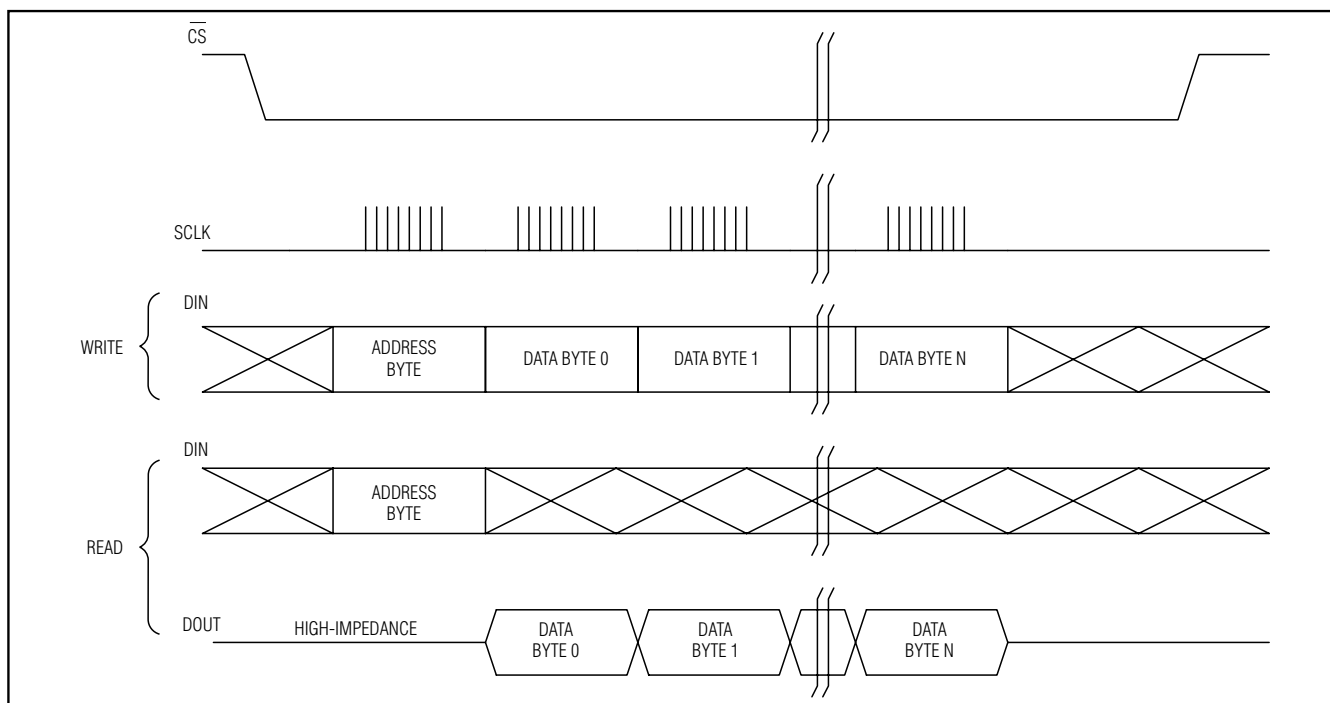 CS
SCLK
DIN
WRITE
ADDRESS
BYTE
DATA BYTE 0
DATA BYTE 1
DATA BYTE N
DIN
ADDRESS
BYTE
READ
DOUT
HIGH-IMPEDANCE
DATA
BYTE 0
DATA
BYTE 1
DATA
BYTE N